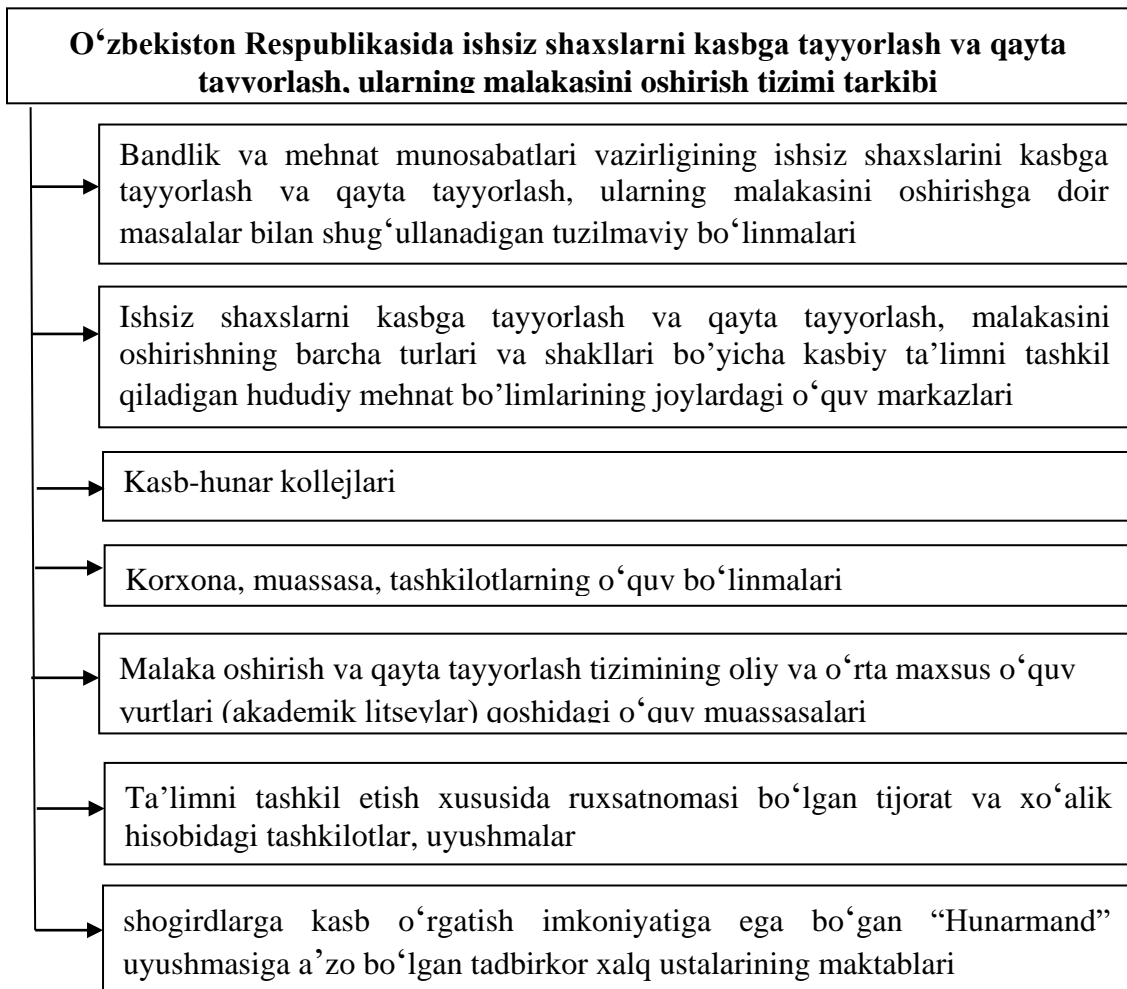 O‘zbekiston Respublikasida ishsiz shaxslarni kasbga tayyorlash va qayta
tayyorlash, ularning malakasini oshirish tizimi tarkibi
Bandlik va mehnat munosabatlari vazirligining ishsiz shaxslarini kasbga
tayyorlash va qayta tayyorlash, ularning malakasini oshirishga doir
masalalar bilan shug‘ullanadigan tuzilmaviy bo‘linmalari
Ishsiz shaxslarni kasbga tayyorlash va qayta tayyorlash, malakasini
oshirishning barcha turlari va shakllari bo’yicha kasbiy ta’limni tashkil
qiladigan hududiy mehnat bo’limlarining joylardagi o‘quv markazlari
Kasb-hunar kollejlari
Korxona, muassasa, tashkilotlarning o‘quv bo‘linmalari
Malaka oshirish va qayta tayyorlash tizimining oliy va o‘rta maxsus o‘quv
yurtlari (akademik litseylar) qoshidagi o‘quv muassasalari
Ta’limni tashkil etish xususida ruxsatnomasi bo‘lgan tijorat va xo‘alik
hisobidagi tashkilotlar, uyushmalar
shogirdlarga kasb o‘rgatish imkoniyatiga ega bo‘gan “Hunarmand”
uyushmasiga a’zo bo‘lgan tadbirkor xalq ustalarining maktablari